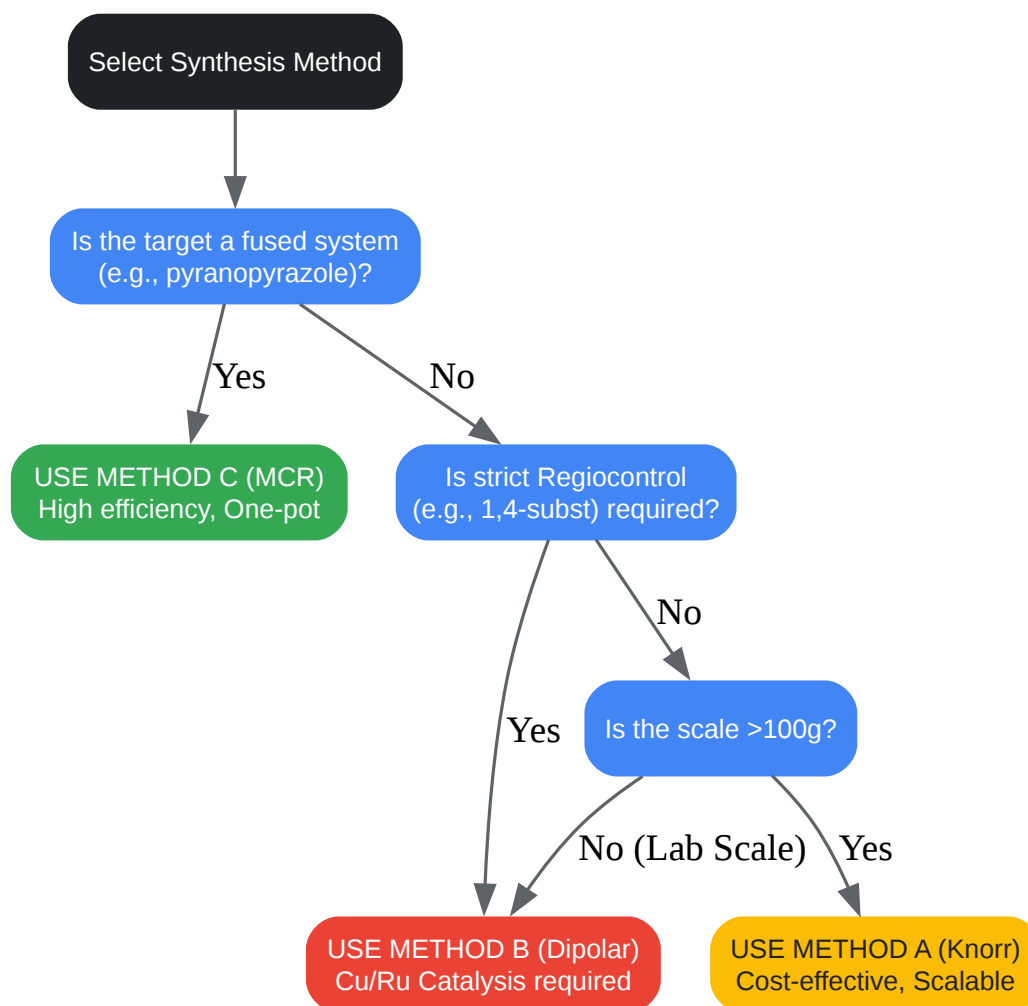 Select Synthesis Method
Is the target a fused system
(e.g., pyranopyrazole)?
Yes
No
USE METHOD C (MCR)
High efficiency, One-pot
Is strict Regiocontrol
(e.g., 1,4-subst) required?
No
Yes
Is the scale >100g?
No (Lab Scale)
Yes
USE METHOD B (Dipolar)
Cu/Ru Catalysis required
USE METHOD A (Knorr)
Cost-effective, Scalable